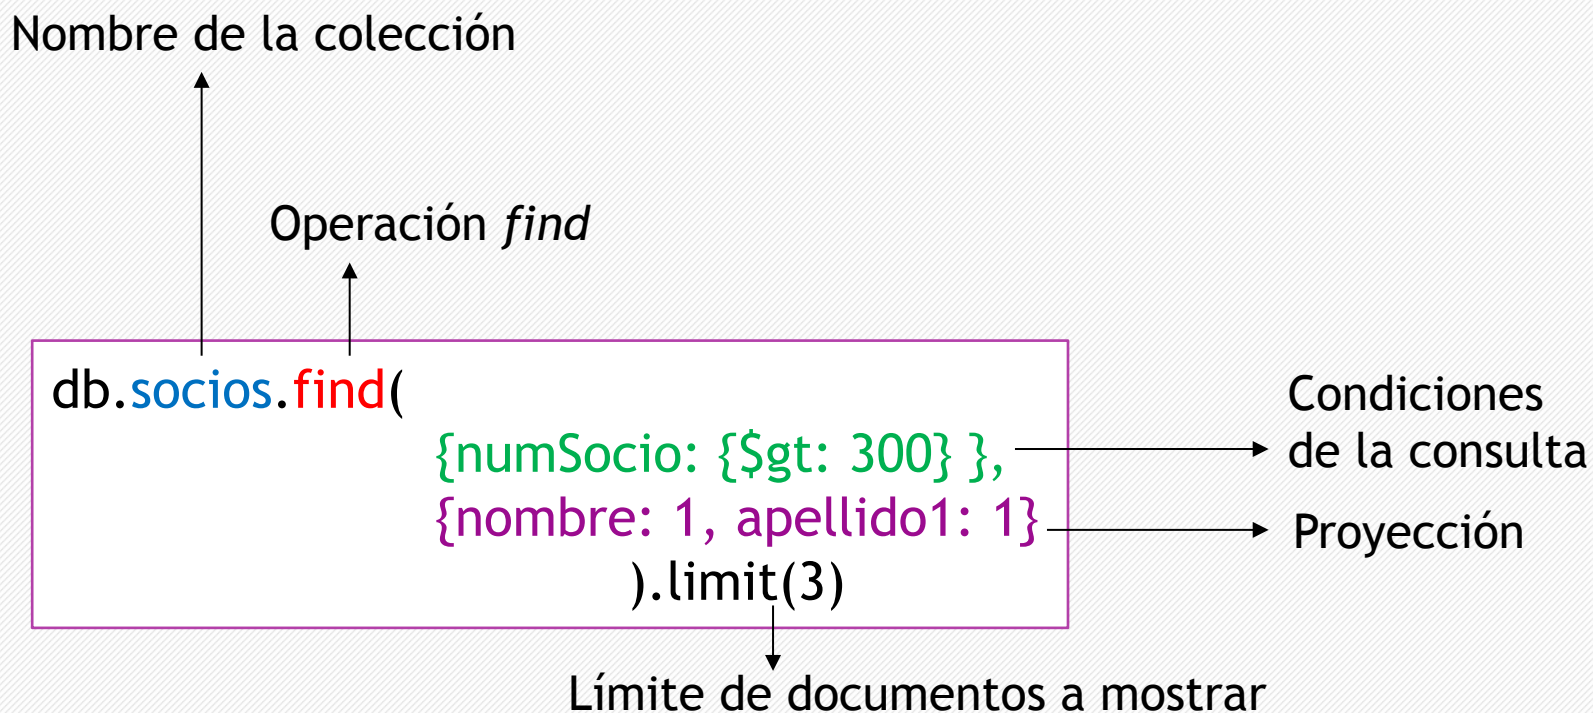 Nombre de la colección
Operación find
db.socios.find(
{numSocio: {$gt: 300} },
{nombre: 1, apellido1: 1}
).limit(3)
Condiciones
de la consulta
Proyección
Límite de documentos a mostrar